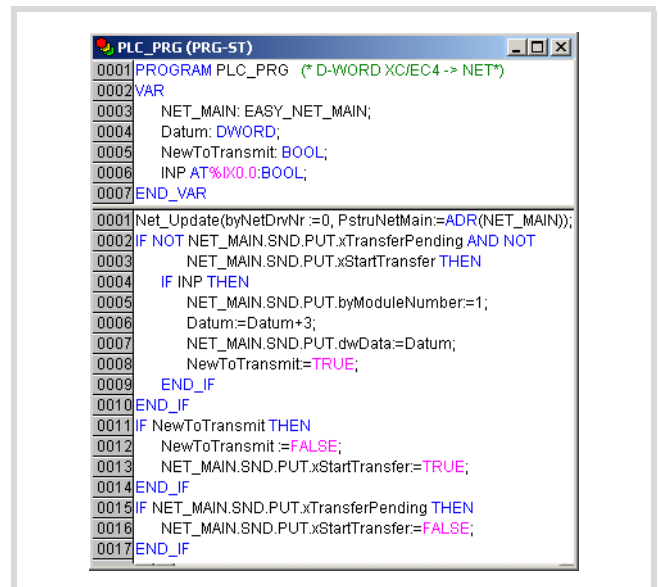 PLC_PRG (PRG-ST)
0001 PROGRAM PLC_PRG (* D-WORD XC/EC4 -> NET*)
0002 VAR
0003 NET_MAIN: EASY_NET_MAIN;
0004 Datum: DWORD;
0005 NewToTransmit: BOOL;
0006 INP AT%IX0.0:BOOL;
0007 END_VAR
0001 Net_Update(byNetDrvNr :=0, PstruNetMain:=ADR(NET_MAIN));
0002 IF NOT NET_MAIN.SND.PUT.xTransferPending AND NOT
0003 NET_MAIN.SND.PUT.xStartTransfer THEN
0004 IF INP THEN
0005 NET_MAIN.SND.PUT.byModuleNumber:=1;
0006 Datum:=Datum+3;
0007 NET_MAIN.SND.PUT.dwData:=Datum;
0008 NewToTransmit:=TRUE;
0009 END_IF
0010 END_IF
0011 IF NewToTransmit THEN
0012 NewToTransmit :=FALSE;
0013 NET_MAIN.SND.PUT.xStartTransfer:=TRUE;
0014 END_IF
0015 IF NET_MAIN.SND.PUT.xTransferPending THEN
0016 NET_MAIN.SND.PUT.xStartTransfer:=FALSE;
0017 END_IF